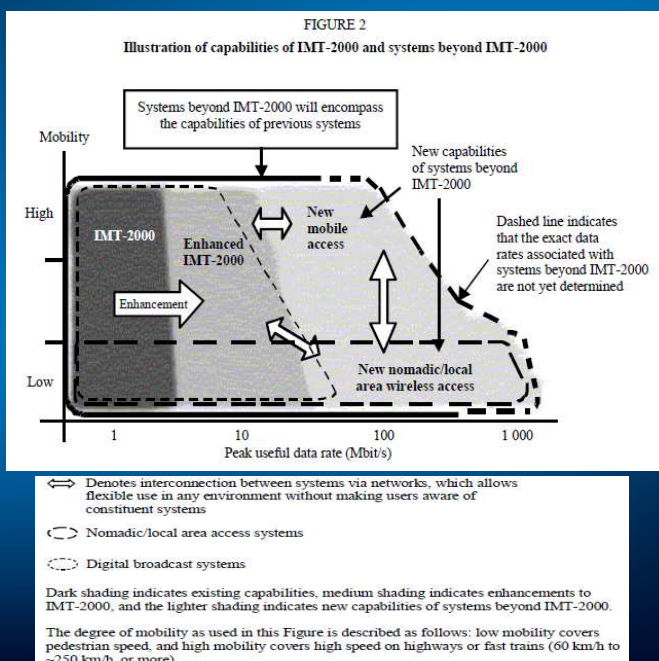 FIGURE 2
Illustration of capabilities of IMT-2000 and systems beyond IMT-2000
Systems beyond IMT-2000 will encompass
the capabilities of previous systems
Mobility
New capabilities
of systems beyond
IMT-2000
High
IMT-2000
Enhanced
IMT-2000
New
mobile
access
Dashed line indicates
that the exact data
rates associated with
systems beyond IMT-2000
are not yet determined
Enhancement
Low
New nomadic/local
area wireless access
1
10
100
1 000
Peak useful data rate (Mbit/s)
Denotes interconnection between systems via networks, which allows
flexible use in any environment without making users aware of
constituent systems
Nomadic/local area access systems
Digital broadcast systems
Dark shading indicates existing capabilities, medium shading indicates enhancements to
IMT-2000, and the lighter shading indicates new capabilities of systems beyond IMT-2000.
The degree of mobility as used in this Figure is described as follows: low mobility covers
pedestrian speed, and high mobility covers high speed on highways or fast trains (60 km/h to
~250 km/h, or more)